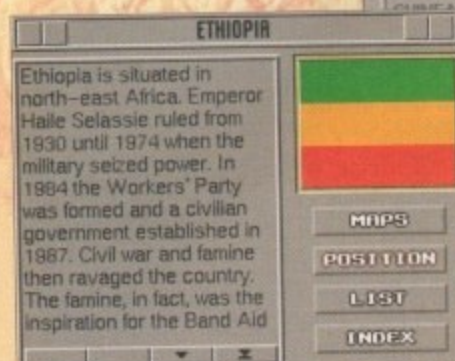 GUINEA
ETHIOPIA
Ethiopia is situated in
north-east Africa. Emperor
Haile Selassie ruled from
1930 until 1974 when the
military seized power. In
1984 the Workers' Party
was formed and a civilian
government established in
1987. Civil war and famine
then ravaged the country.
The famine, in fact, was the
inspiration for the Band Aid
MAPS
POSITION
LIST
INDEX